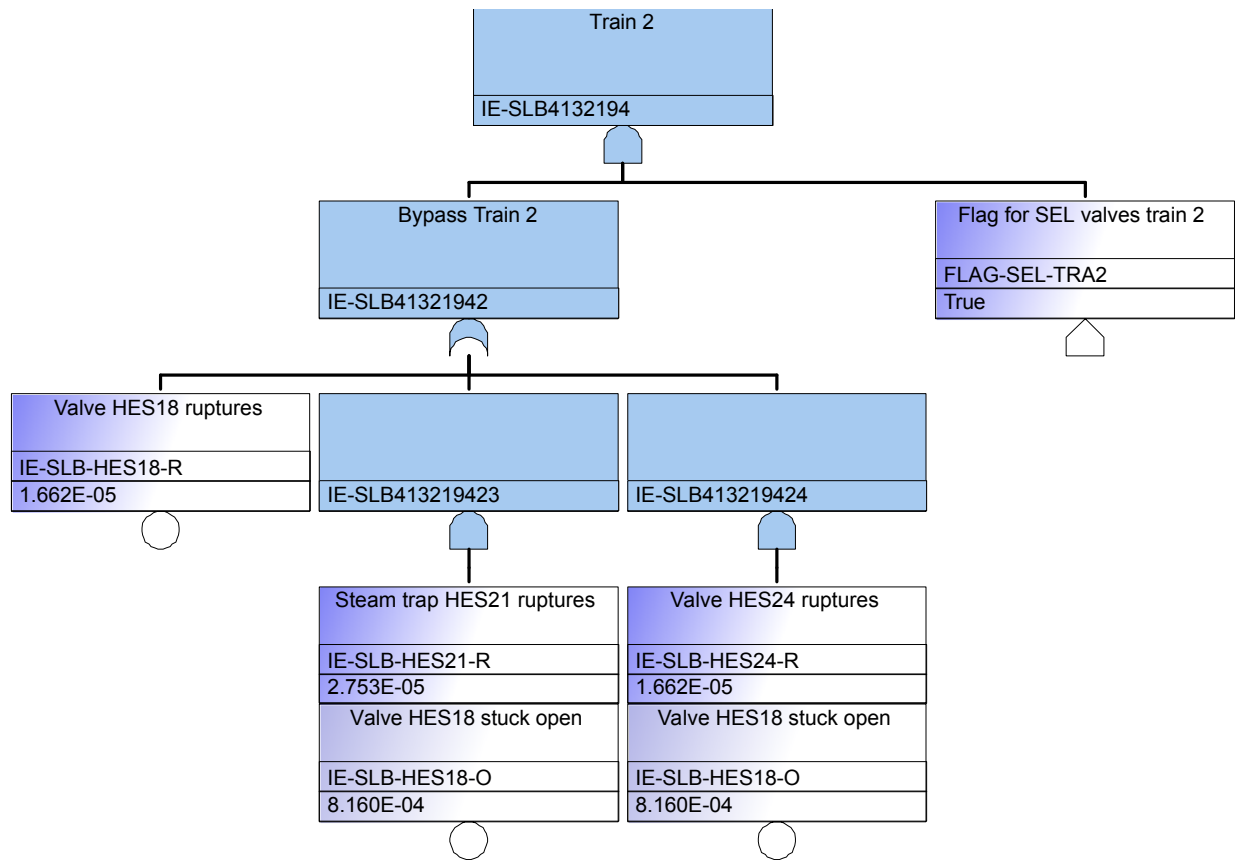 Train 2
IE-SLB4132194
Bypass Train 2
IE-SLB41321942
Flag for SEL valves train 2
FLAG-SEL-TRA2
True
Valve HES18 ruptures
IE-SLB-HES18-R
1.662E-05
IE-SLB413219423
IE-SLB413219424
Steam trap HES21 ruptures
IE-SLB-HES21-R
2.753E-05
Valve HES18 stuck open
IE-SLB-HES18-O
8.160E-04
Valve HES24 ruptures
IE-SLB-HES24-R
1.662E-05
Valve HES18 stuck open
IE-SLB-HES18-O
8.160E-04